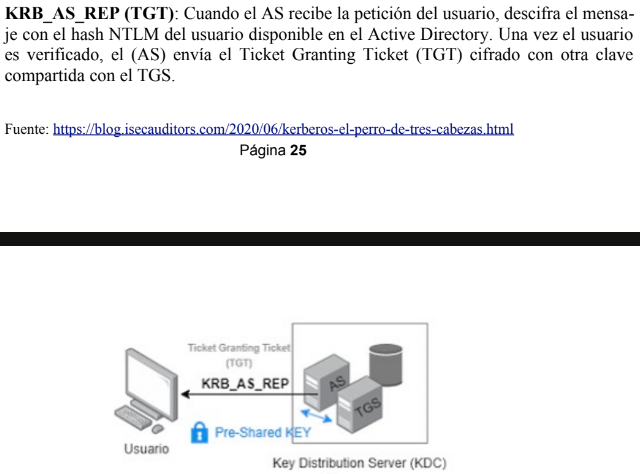 KRB_AS_REP (TGT): Cuando el AS recibe la petición del usuario, descifra el mensa-
je con el hash NTLM del usuario disponible en el Active Directory. Una vez el usuario
es verificado, el (AS) envía el Ticket Granting Ticket (TGT) cifrado con otra clave
compartida con el TGS.
Fuente: https://blog.isecauditors.com/2020/06/kerberos-el-perro-de-tres-cabezas.html
Página 25
Ticket Granting Ticket
(TGT)
KRB_AS_REP
AS
TGS
Pre-Shared KEY
Usuario
Key Distribution Server (KDC)